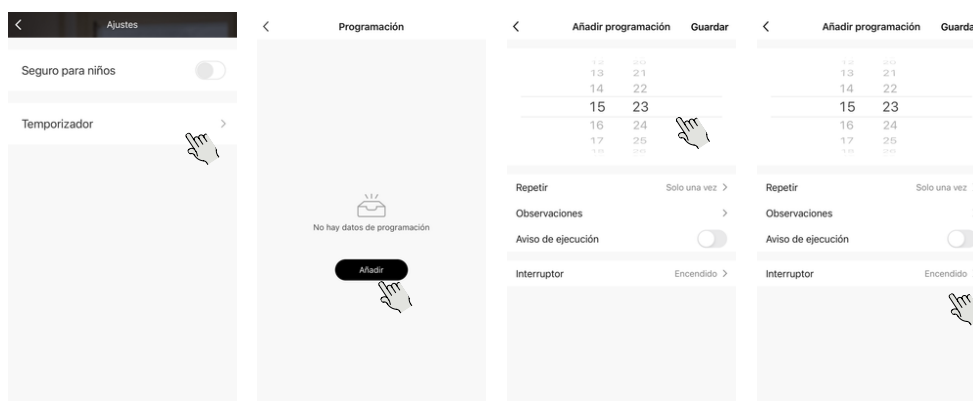 Ajustes
Seguro para niños
Temporizador
Programación
No hay datos de programación
Añadir
Añadir programación Guardar
13 21
14 22
15 23
16 24
17 25
Repetir Solo una vez
Observaciones
Aviso de ejecución
Interruptor Encendido
Añadir programación Guarda
13 21
14 22
15 23
16 24
17 25
Repetir Solo una vez
Observaciones
Aviso de ejecución
Interruptor Encendido